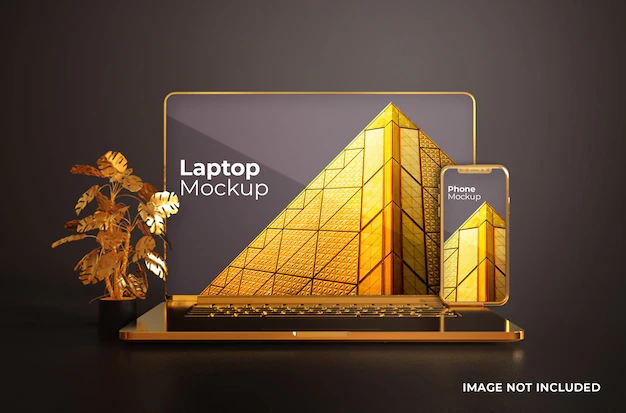 Laptop
Mockup
Phone
Mockup
IMAGE NOT INCLUDED